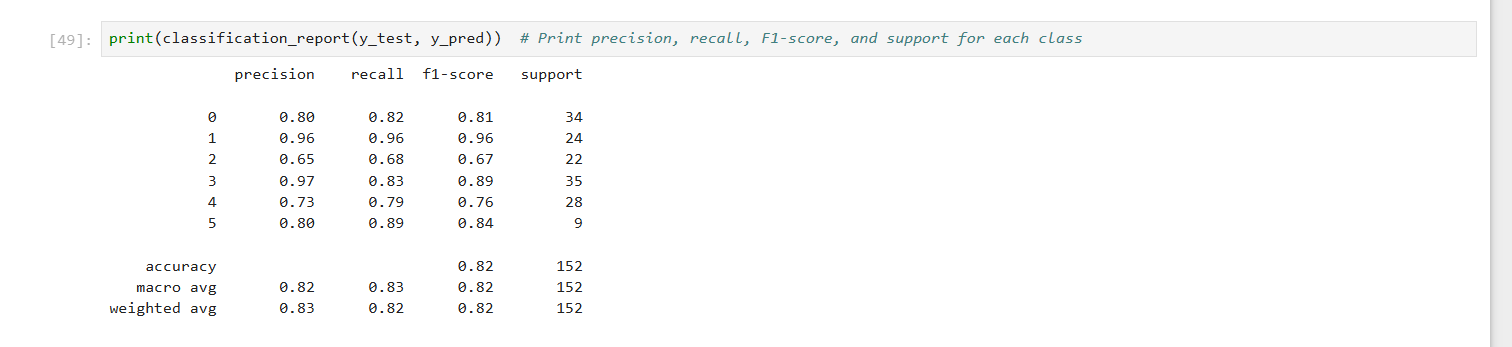 [49]: print(classification_report(y_test, y_pred))  # Print precision, recall, F1-score, and support for each class
precision recall f1-score support
0 0.80 0.82 0.81 34
1 0.96 0.96 0.96 24
2 0.65 0.68 0.67 22
3 0.97 0.83 0.89 35
4 0.73 0.79 0.76 28
5 0.80 0.89 0.84 9
accuracy 0.82 152
macro avg 0.82 0.83 0.82 152
weighted avg 0.83 0.82 0.82 152